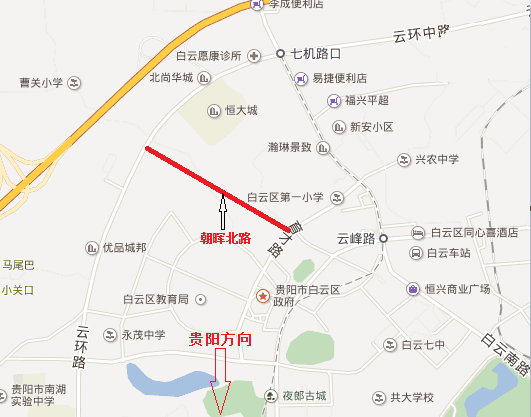 李成便利店
云环中路
七机路口
白云愿康诊所
易捷便利店
北尚华城
曹关小学
福兴平超
恒大城
新安小区
瀚琳景致
兴农中学
白云区第一小学
朝晖北路
育才路
云峰路
白云区同心喜酒店
优品城邦
白云车站
马尾巴
小关口
白云区教育局
贵阳市白云区
政府
恒兴商业广场
云环路
永茂中学
贵阳方向
白云七中
白云南路
贵阳市南湖
实验中学
夜郎古城
共大学校